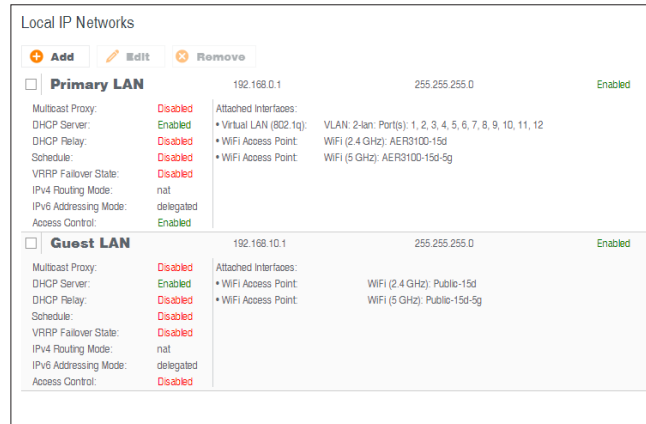 Local IP Networks
Add Edit Remove
Primary LAN 192.168.0.1 255.255.255.0 Enabled
Multicast Proxy: Disabled Attached Interfaces:
DHCP Server: Enabled • Virtual LAN (802.1q): VLAN: 2-lan: Port(s): 1, 2, 3, 4, 5, 6, 7, 8, 9, 10, 11, 12
DHCP Relay: Disabled • WiFi Access Point: WiFi (2.4 GHz): AER3100-15d
Schedule: Disabled • WiFi Access Point: WiFi (5 GHz): AER3100-15d-5g
VRRP Failover State: Disabled
IPv4 Routing Mode: nat
IPv6 Addressing Mode: delegated
Access Control: Enabled
Guest LAN 192.168.10.1 255.255.255.0 Enabled
Multicast Proxy: Disabled Attached Interfaces:
DHCP Server: Enabled • WiFi Access Point: WiFi (2.4 GHz): Public-15d
DHCP Relay: Disabled • WiFi Access Point: WiFi (5 GHz): Public-15d-5g
Schedule: Disabled
VRRP Failover State: Disabled
IPv4 Routing Mode: nat
IPv6 Addressing Mode: delegated
Access Control: Disabled